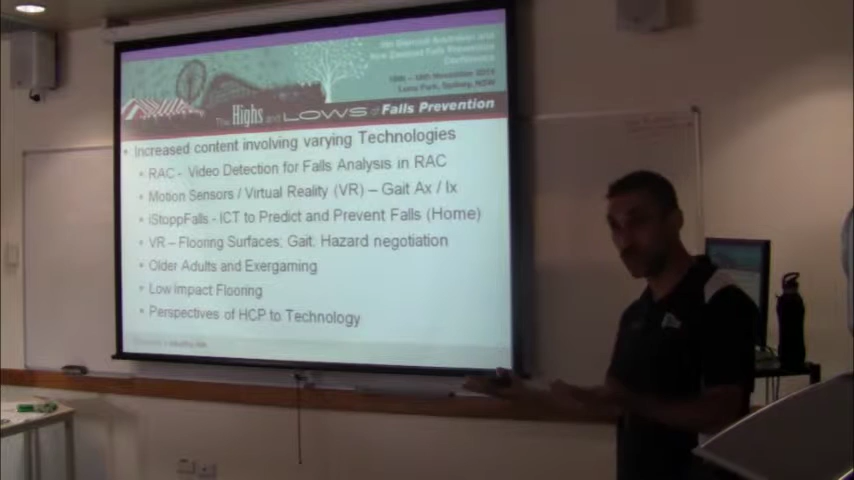 6th Biennial Australian and
New Zealand Falls Prevention
Conference
16th – 18th November 2014
Luna Park, Sydney, NSW
The Highs and LOWS of Falls Prevention
• Increased content involving varying Technologies
• RAC - Video Detection for Falls Analysis in RAC
• Motion Sensors / Virtual Reality (VR) – Gait Ax / Ix
• iStoppFalls - ICT to Predict and Prevent Falls (Home)
• VR – Flooring Surfaces; Gait; Hazard negotiation
• Older Adults and Exergaming
• Low Impact Flooring
• Perspectives of HCP to Technology